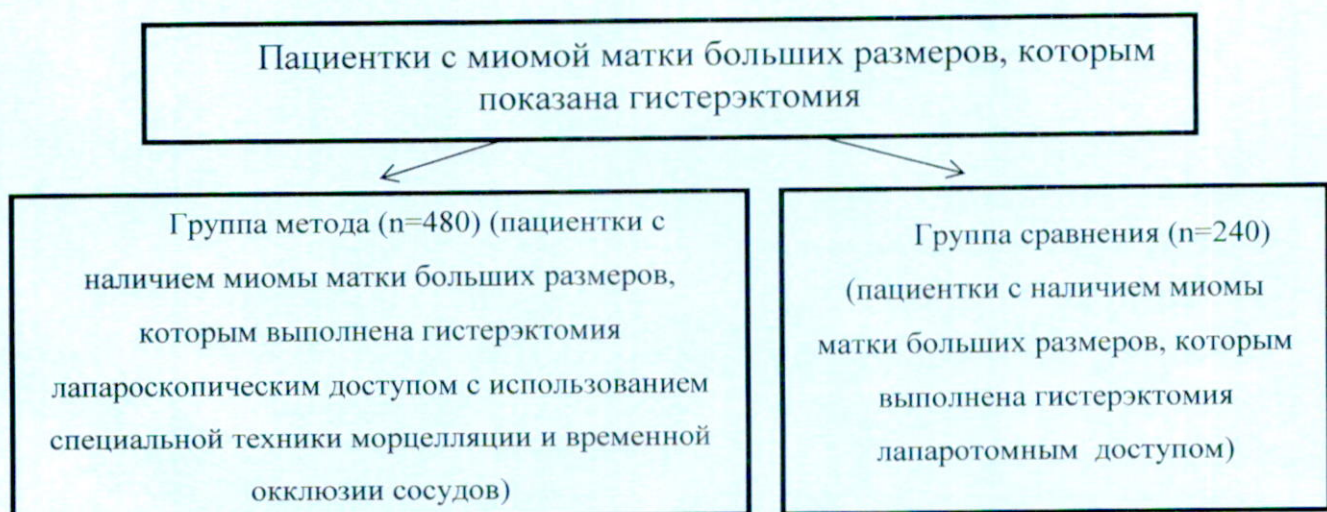 Пациентки с миомой матки больших размеров, которым
показана гистерэктомия
Группа метода (n=480) (пациентки с
наличием миомы матки больших размеров,
которым выполнена гистерэктомия
лапароскопическим доступом с использованием
специальной техники морцелляции и временной
окклюзии сосудов)
Группа сравнения (n=240)
(пациентки с наличием миомы
матки больших размеров, которым
выполнена гистерэктомия
лапаротомным доступом)